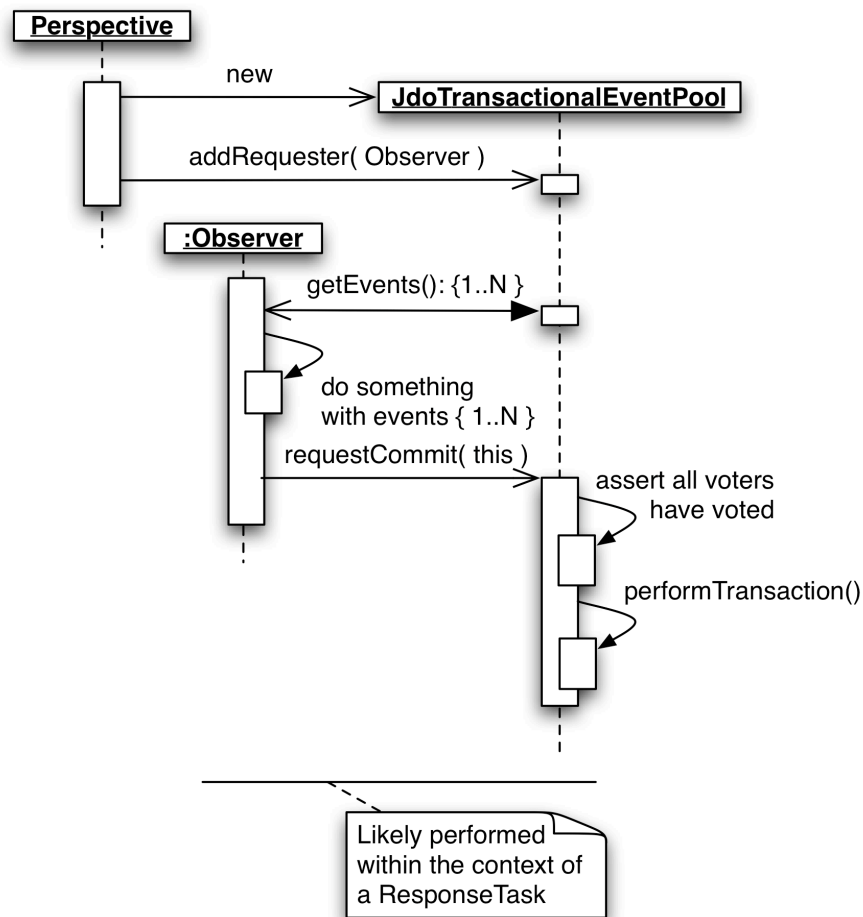 Perspective
new
JdoTransactionalEventPool
addRequester( Observer )
:Observer
getEvents(): {1..N }
do something
with events { 1..N }
requestCommit( this )
assert all voters
have voted
performTransaction()
Likely performed
within the context of
a ResponseTask